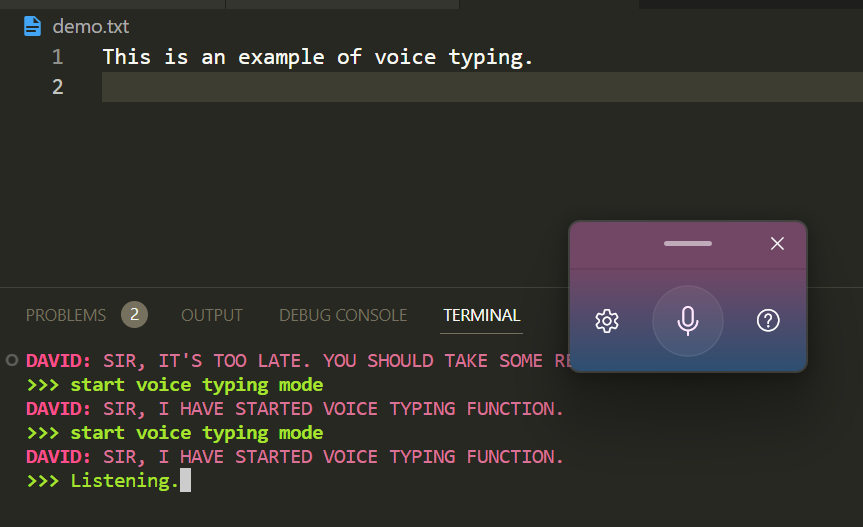 demo.txt
1 This is an example of voice typing.
2
PROBLEMS 2 OUTPUT DEBUG CONSOLE TERMINAL
DAVID: SIR, IT'S TOO LATE. YOU SHOULD TAKE SOME
>>> start voice typing mode
DAVID: SIR, I HAVE STARTED VOICE TYPING FUNCTION.
>>> start voice typing mode
DAVID: SIR, I HAVE STARTED VOICE TYPING FUNCTION.
>>> Listening.